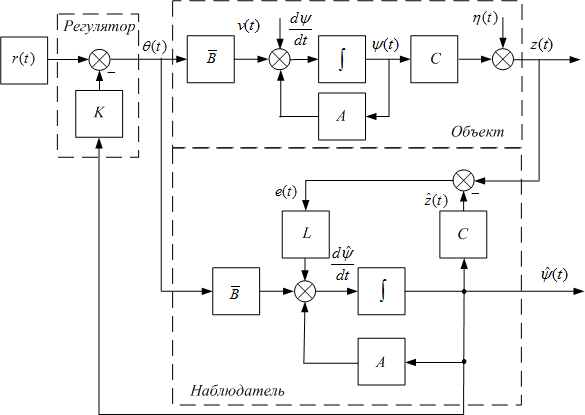 Регулятор
r(t)
−
θ(t)
K
B̅
ν(t)
dψ/dt
∫
ψ(t)
C
η(t)
z(t)
A
Объект
e(t)
−
ẑ(t)
L
C
dψ̂/dt
B̅
∫
ψ̂(t)
A
Наблюдатель